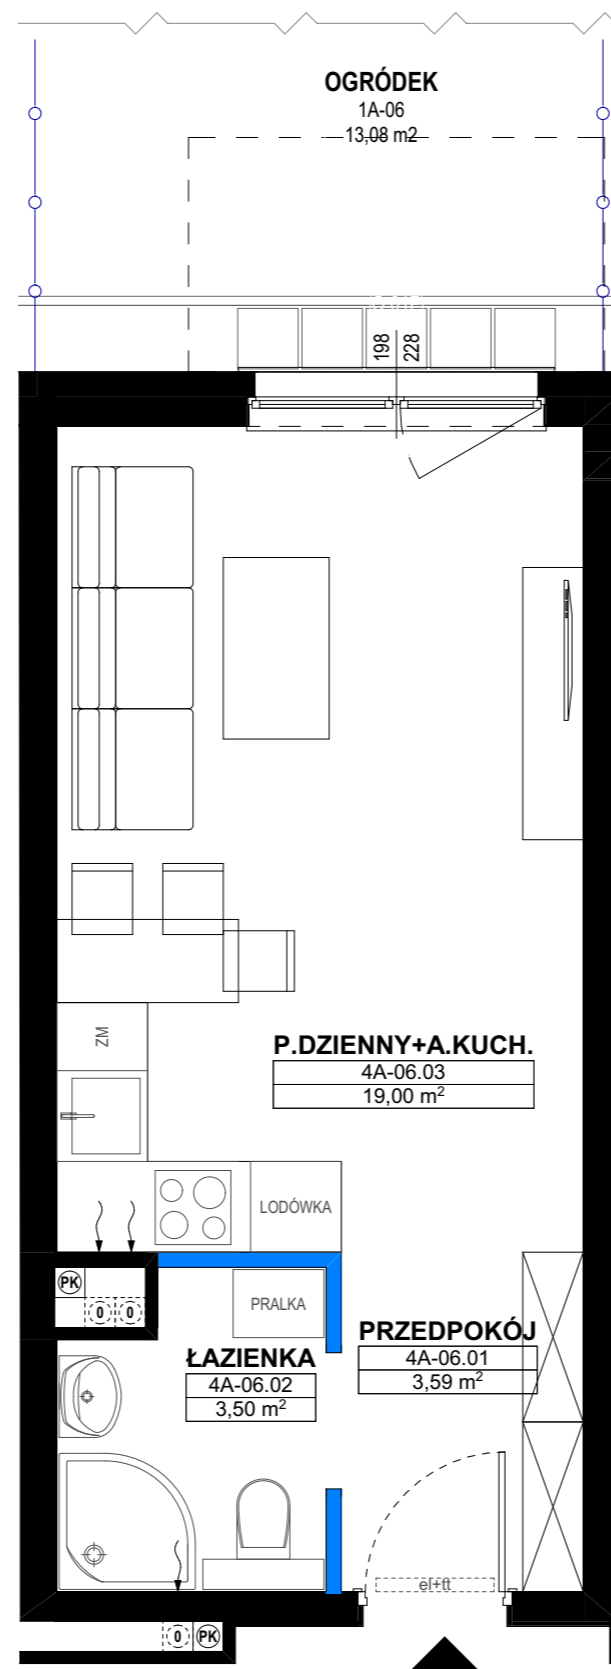 OGRÓDEK
1A-06
13,08 m2
198
228
ZM
P.DZIENNY+A.KUCH.
4A-06.03
19,00 m²
LODÓWKA
PK
0 0
PRALKA
PRZEDPOKÓJ
4A-06.01
3,59 m²
ŁAZIENKA
4A-06.02
3,50 m²
el+tt
0 PK